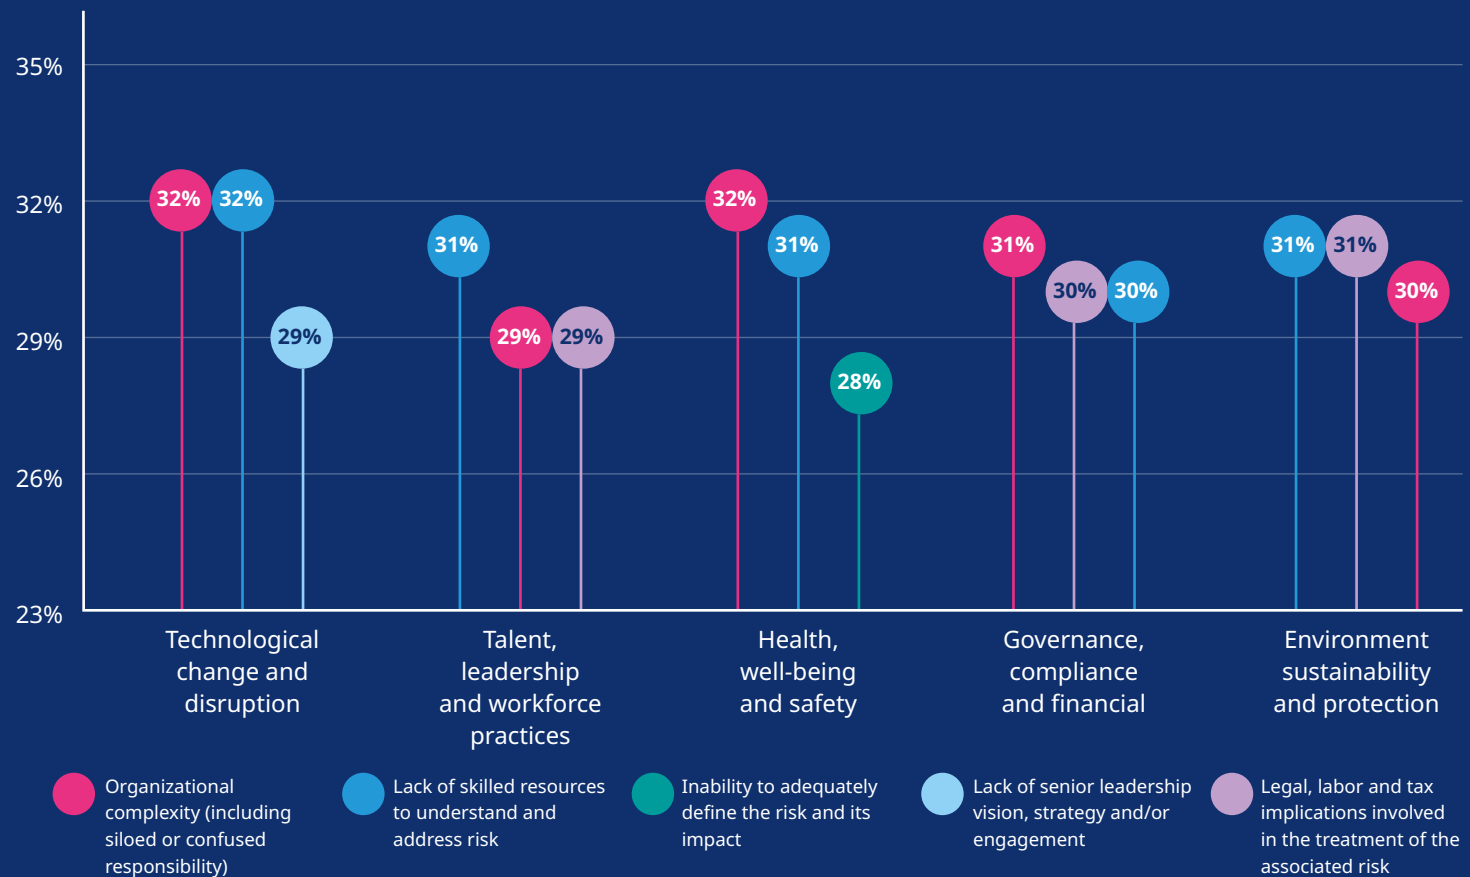 35%
32%
29%
26%
23%
32%
32%
29%
31%
29%
29%
32%
31%
28%
31%
30%
30%
31%
31%
30%
Technological
change and
disruption
Talent,
leadership
and workforce
practices
Health,
well-being
and safety
Governance,
compliance
and financial
Environment
sustainability
and protection
Organizational
complexity (including
siloed or confused
responsibility)
Lack of skilled resources
to understand and
address risk
Inability to adequately
define the risk and its
impact
Lack of senior leadership
vision, strategy and/or
engagement
Legal, labor and tax
implications involved
in the treatment of the
associated risk